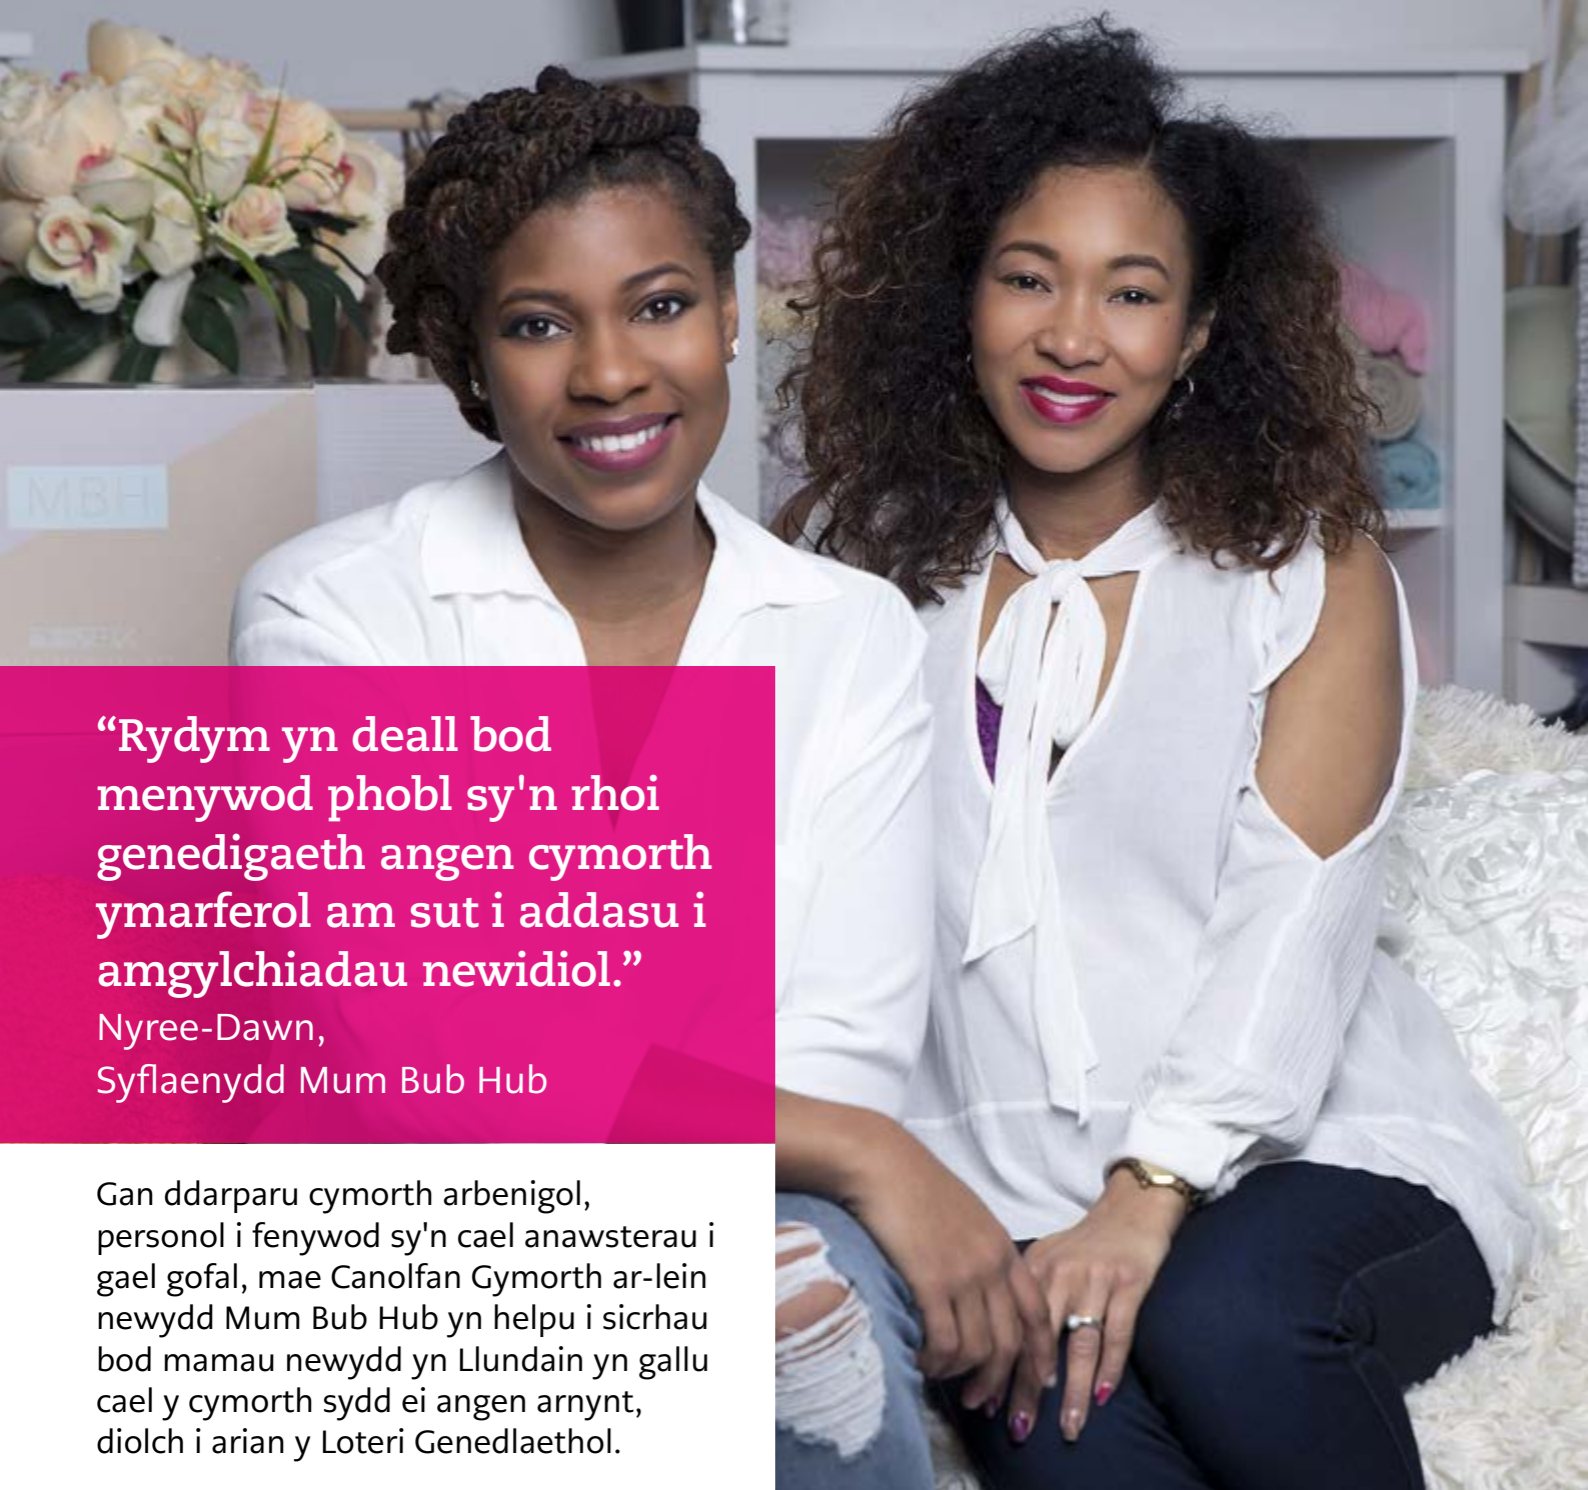 MBH
“Rydym yn deall bod
menywod phobl sy'n rhoi
genedigaeth angen cymorth
ymarferol am sut i addasu i
amgylchiadau newidiol.”
Nyree-Dawn,
Syflaenydd Mum Bub Hub
Gan ddarparu cymorth arbenigol,
personol i fenywod sy'n cael anawsterau i
gael gofal, mae Canolfan Gymorth ar-lein
newydd Mum Bub Hub yn helpu i sicrhau
bod mamau newydd yn Llundain yn gallu
cael y cymorth sydd ei angen arnynt,
diolch i arian y Loteri Genedlaethol.